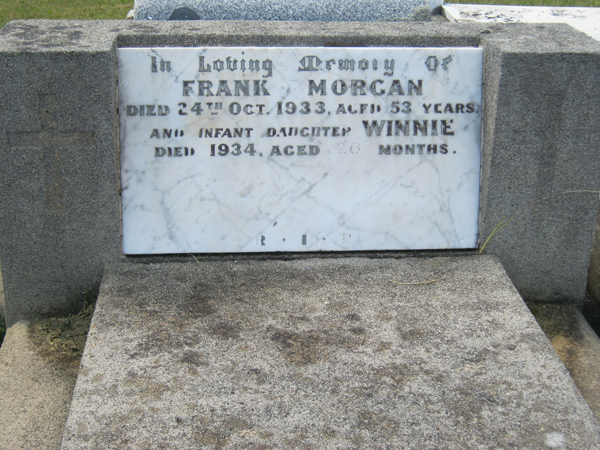 In Loving Memory Of
FRANK MORGAN
DIED 24TH OCT. 1933, AGED 53 YEARS.
AND INFANT DAUGHTER WINNIE
DIED 1934, AGED MONTHS.
R . I . P